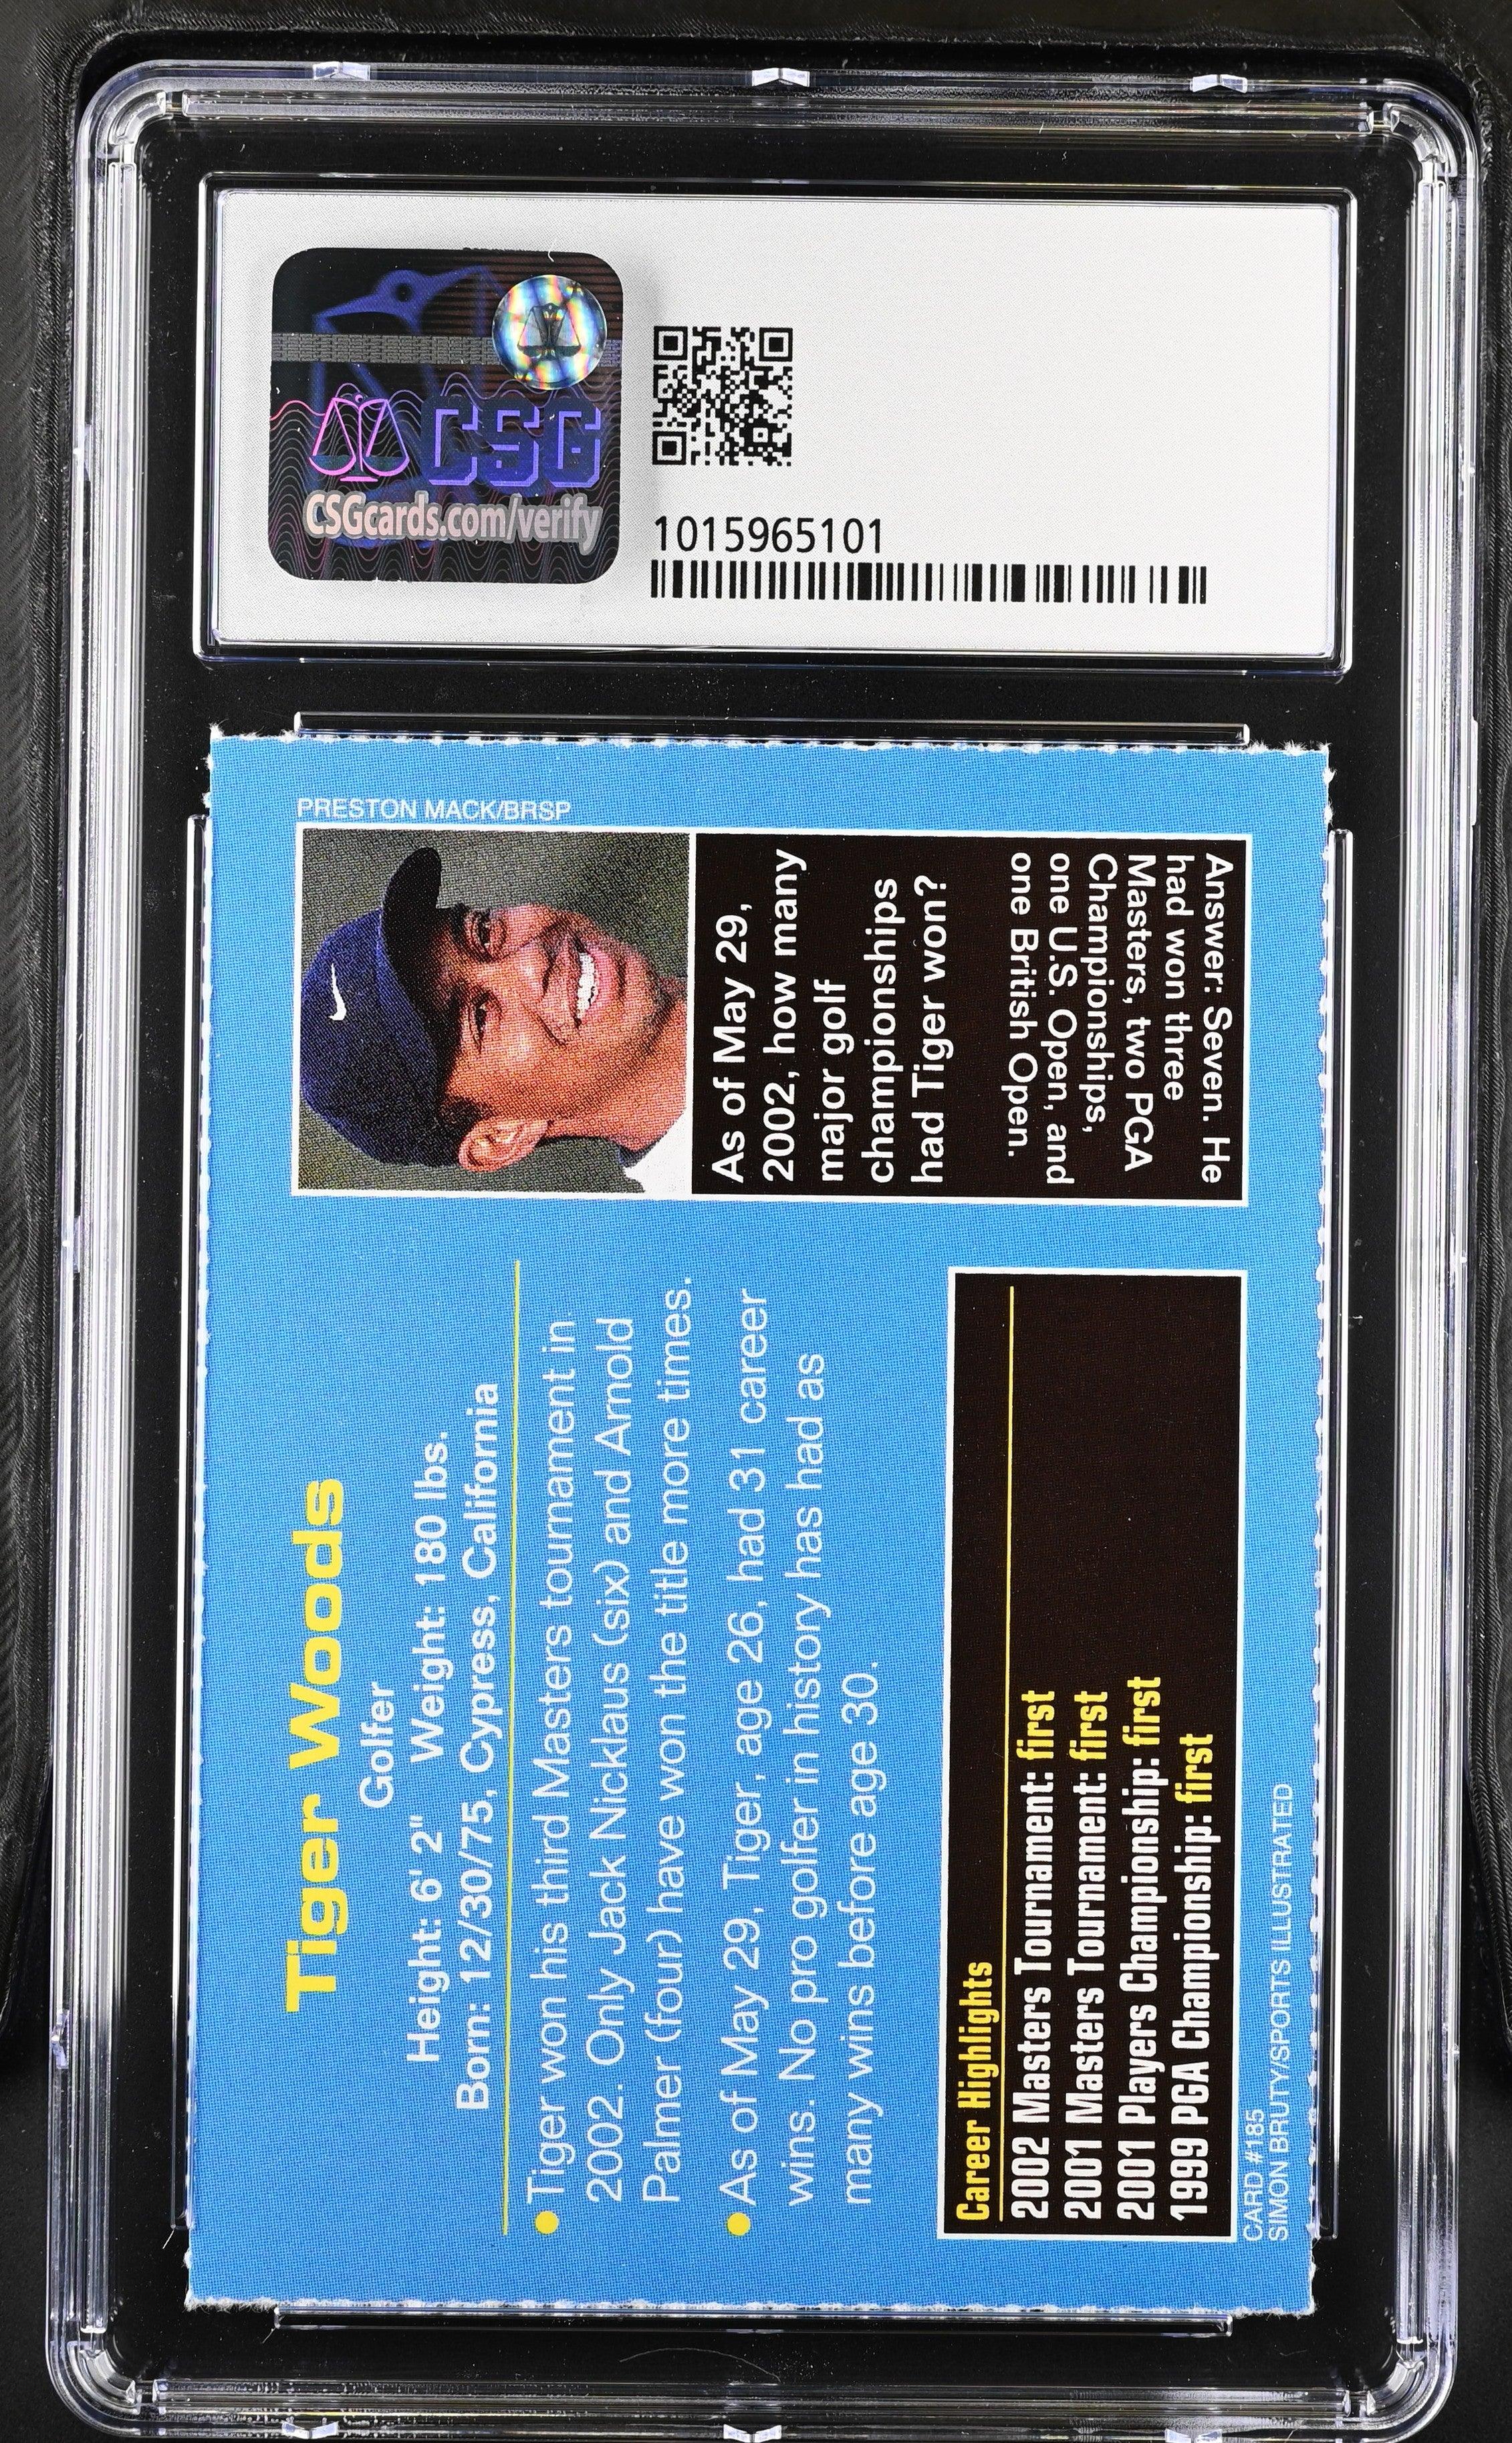 CSG
CSGcards.com/verify
1015965101
PRESTON MACK/BRSP
As of May 29,
2002, how many
major golf
championships
had Tiger won?
Answer: Seven. He
had won three
Masters, two PGA
Championships,
one U.S. Open, and
one British Open.
Tiger Woods
Golfer
Height: 6' 2" Weight: 180 lbs.
Born: 12/30/75, Cypress, California
Tiger won his third Masters tournament in
2002. Only Jack Nicklaus (six) and Arnold
Palmer (four) have won the title more times.
As of May 29, Tiger, age 26, had 31 career
wins. No pro golfer in history has had as
many wins before age 30.
Career Highlights
2002 Masters Tournament: first
2001 Masters Tournament: first
2001 Players Championship: first
1999 PGA Championship: first
CARD #185
SIMON BRUTY/SPORTS ILLUSTRATED